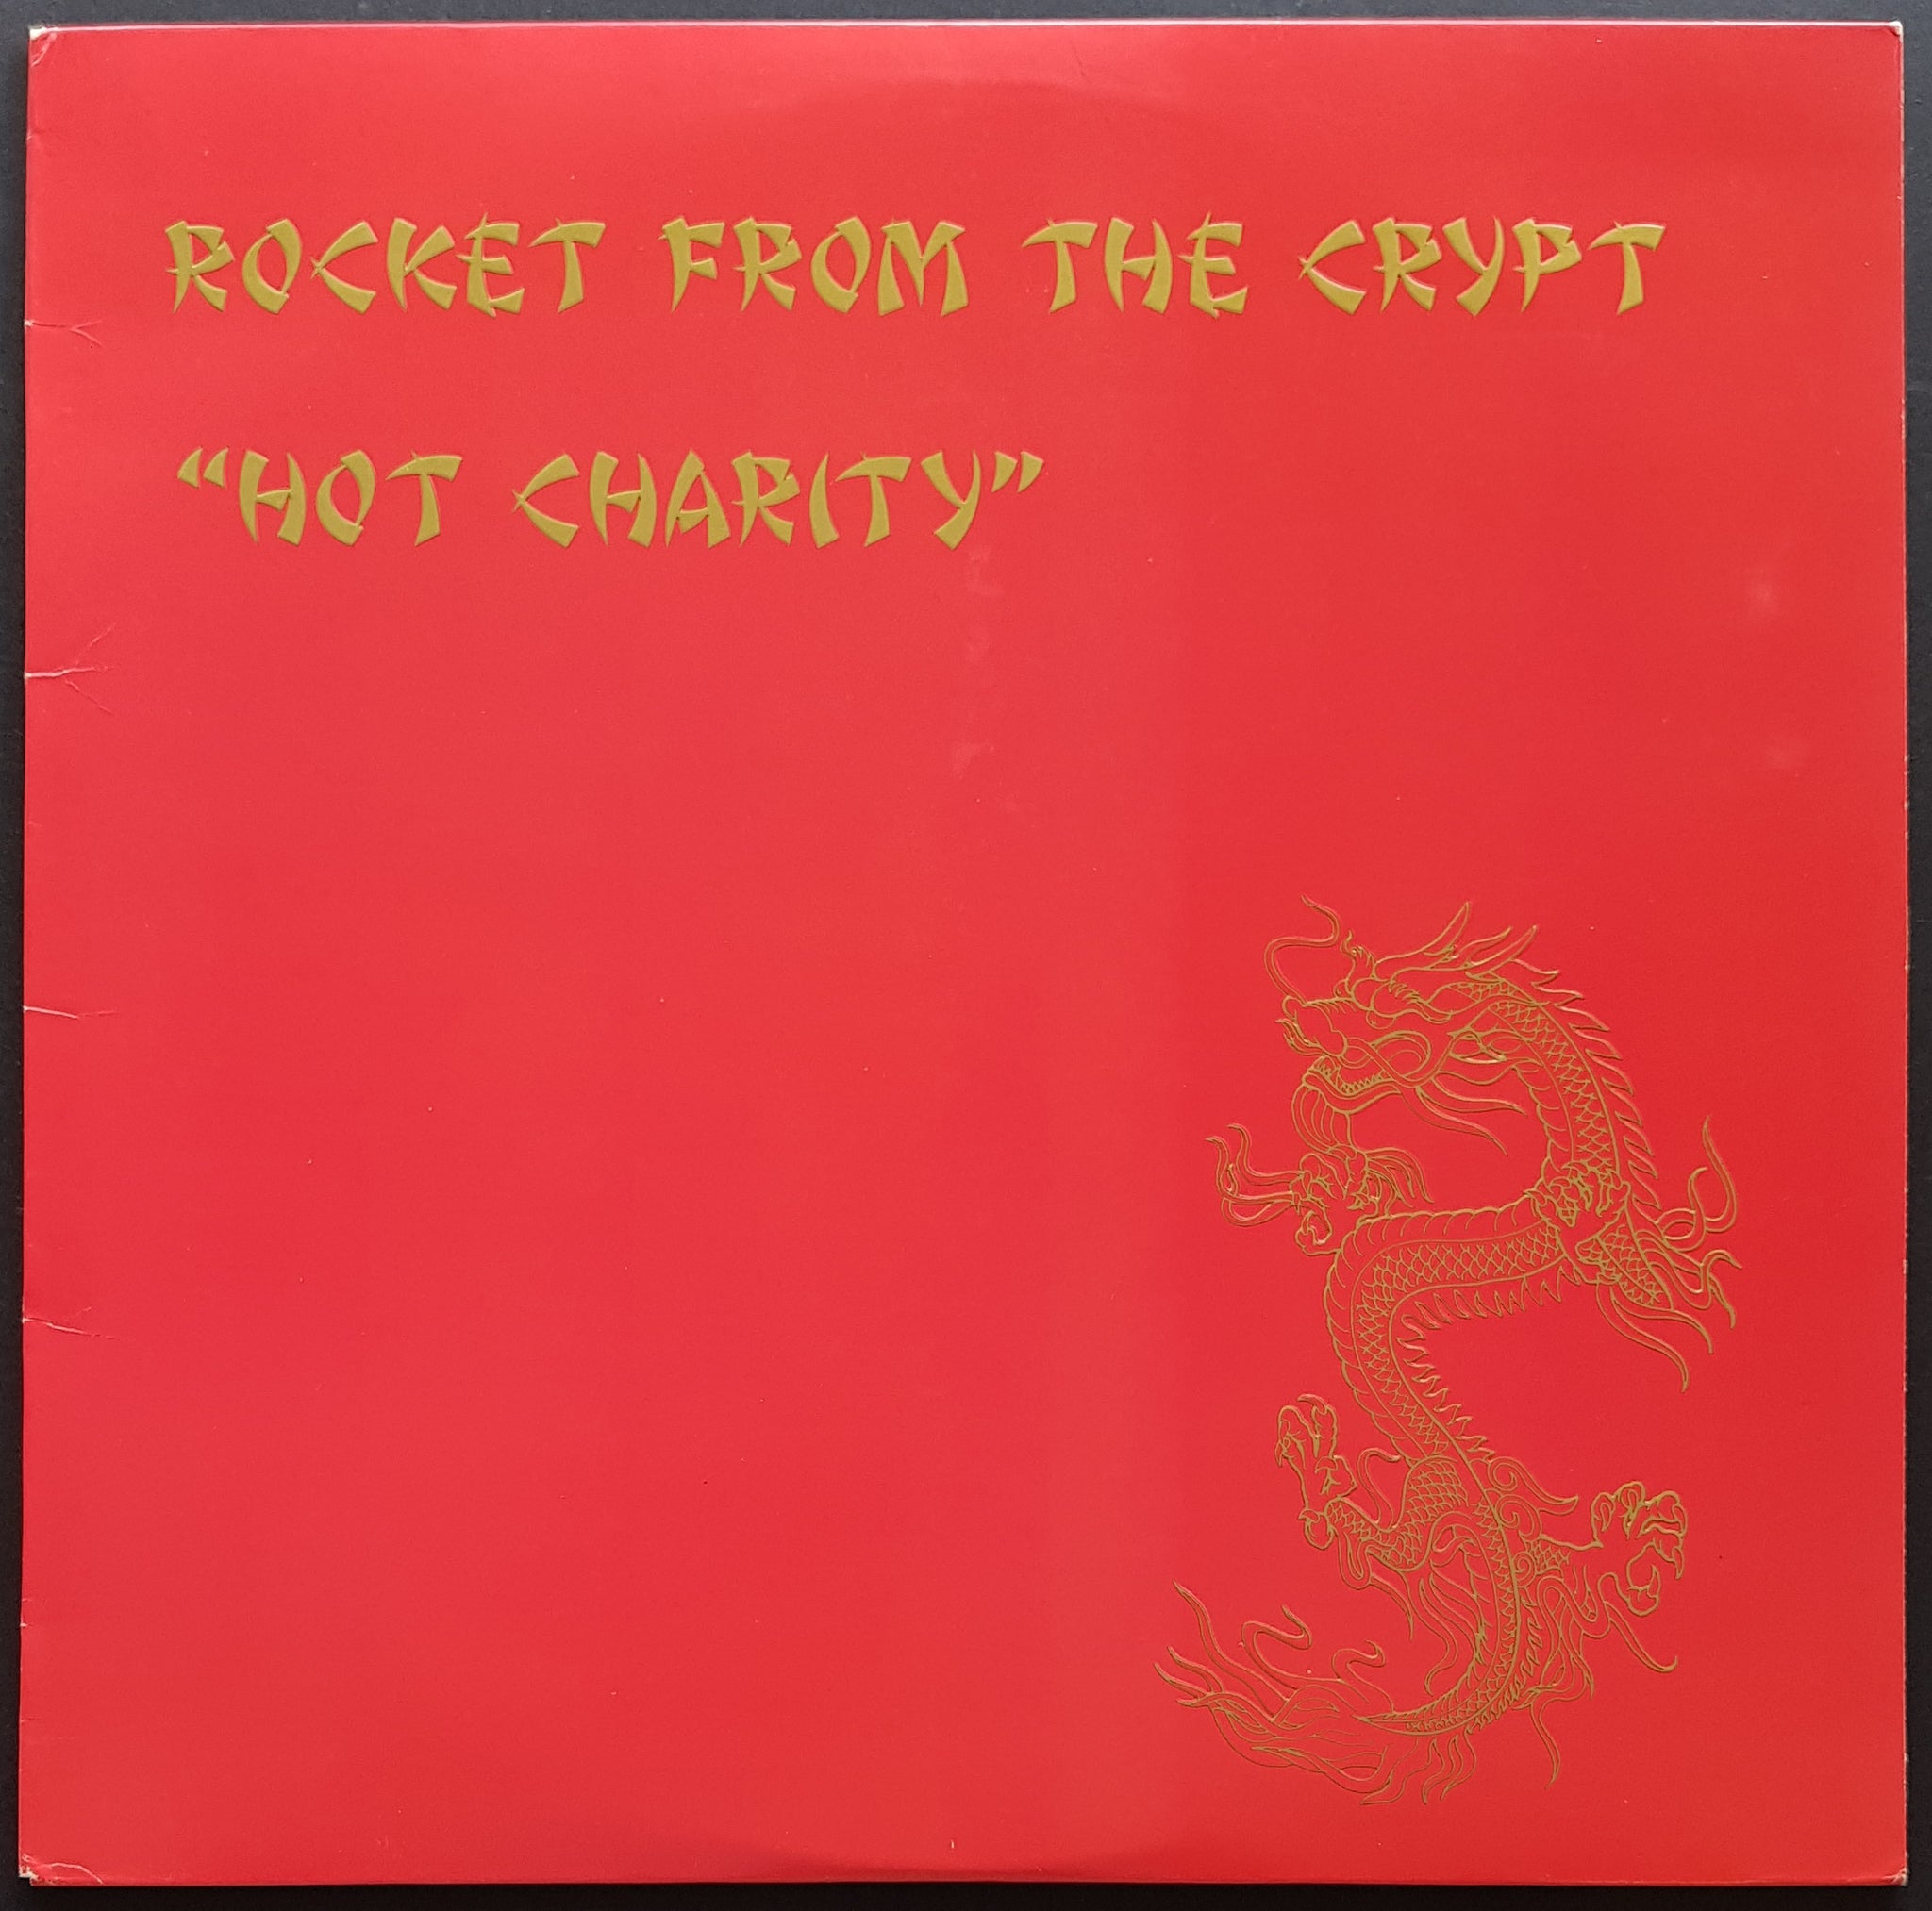 ROCKET FROM THE CRYPT
“HOT CHARITY”